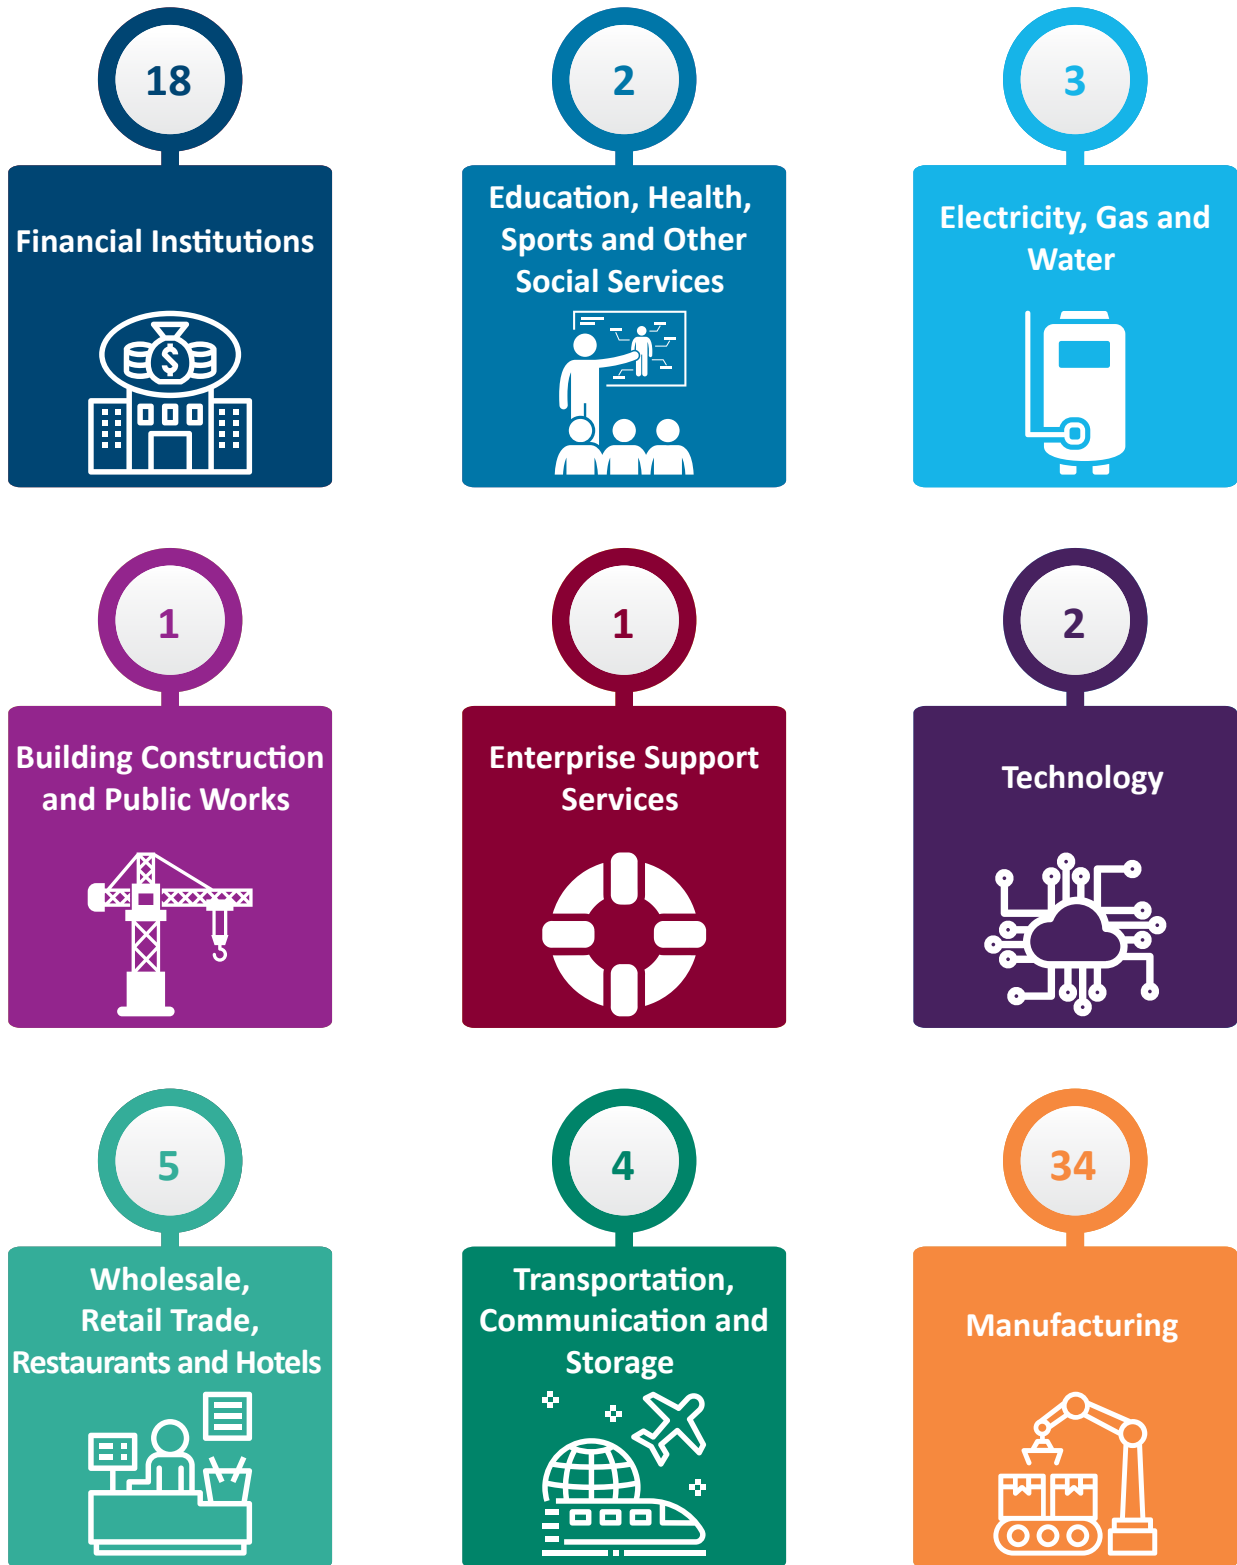 18
Financial Institutions
$
2
Education, Health,
Sports and Other
Social Services
3
Electricity, Gas and
Water
1
Building Construction
and Public Works
1
Enterprise Support
Services
2
Technology
5
Wholesale,
Retail Trade,
Restaurants and Hotels
4
Transportation,
Communication and
Storage
34
Manufacturing